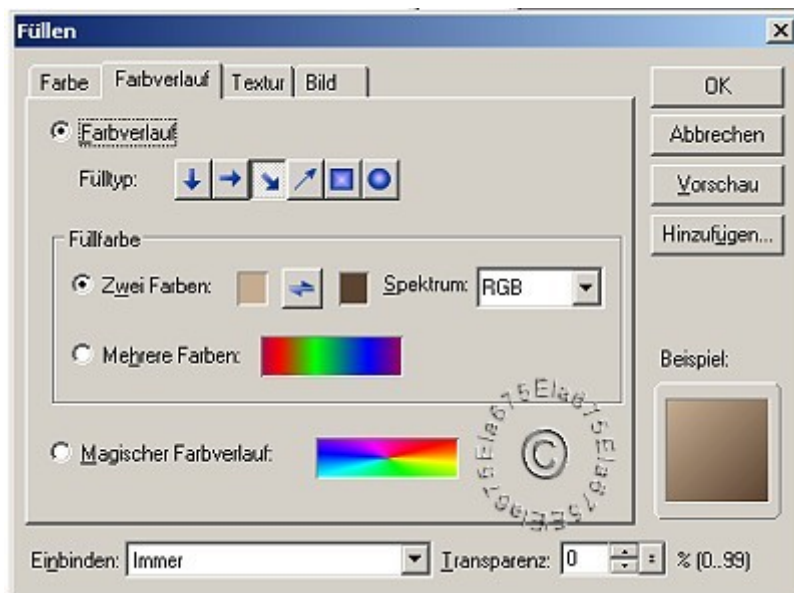 Füllen
Farbe Farbverlauf Textur Bild
OK
Farbverlauf
Abbrechen
Fülltyp:
Vorschau
Hinzufügen...
Füllfarbe
Zwei Farben: Spektrum: RGB
Mehrere Farben:
Beispiel:
Magischer Farbverlauf:
Ela675Ela675Ela675Ela675
©
Einbinden: Immer Transparenz: 0 % (0..99)